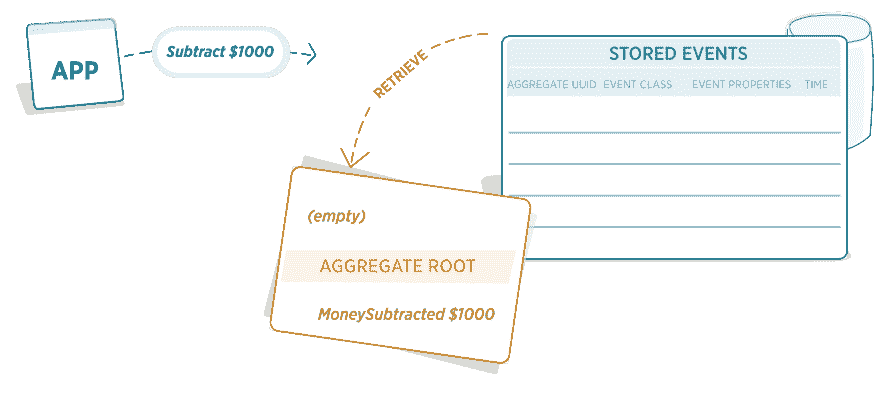 APP
Subtract $1000
RETRIEVE
STORED EVENTS
AGGREGATE UUID EVENT CLASS EVENT PROPERTIES TIME
(empty)
AGGREGATE ROOT
MoneySubtracted $1000